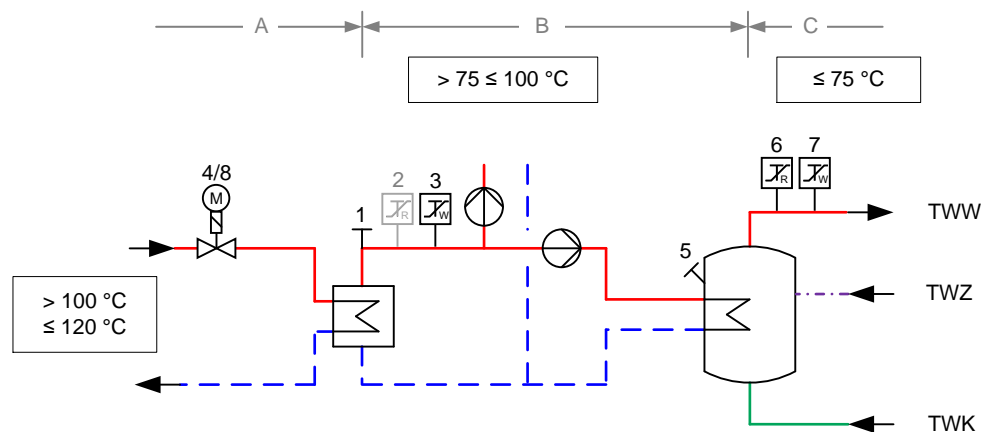 A
B
C
> 75 ≤ 100 °C
≤ 75 °C
4/8
M
1
2
R
3
W
6
R
7
W
TWW
5
TWZ
> 100 °C
≤ 120 °C
TWK